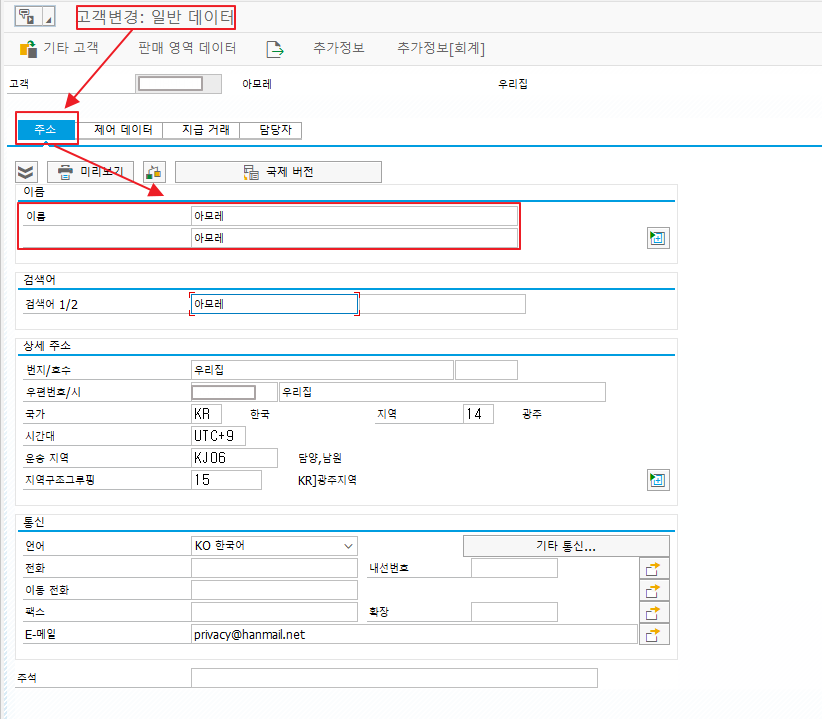 고객변경: 일반 데이터
기타 고객 판매 영역 데이터 추가정보 추가정보[회계]
고객 아모레 우리집
주소 제어 데이터 지급 거래 담당자
미리보기 국제 버전
이름
이름 아모레
아모레
검색어
검색어 1/2 아모레
상세 주소
번지/호수 우리집
우편번호/시 우리집
국가 KR 한국 지역 14 광주
시간대 UTC+9
운송 지역 KJ06 담양,남원
지역구조그루핑 15 KR]광주지역
통신
언어 KO 한국어 기타 통신...
전화 내선번호
이동 전화
팩스 확장
E-메일 privacy@hanmail.net
주석